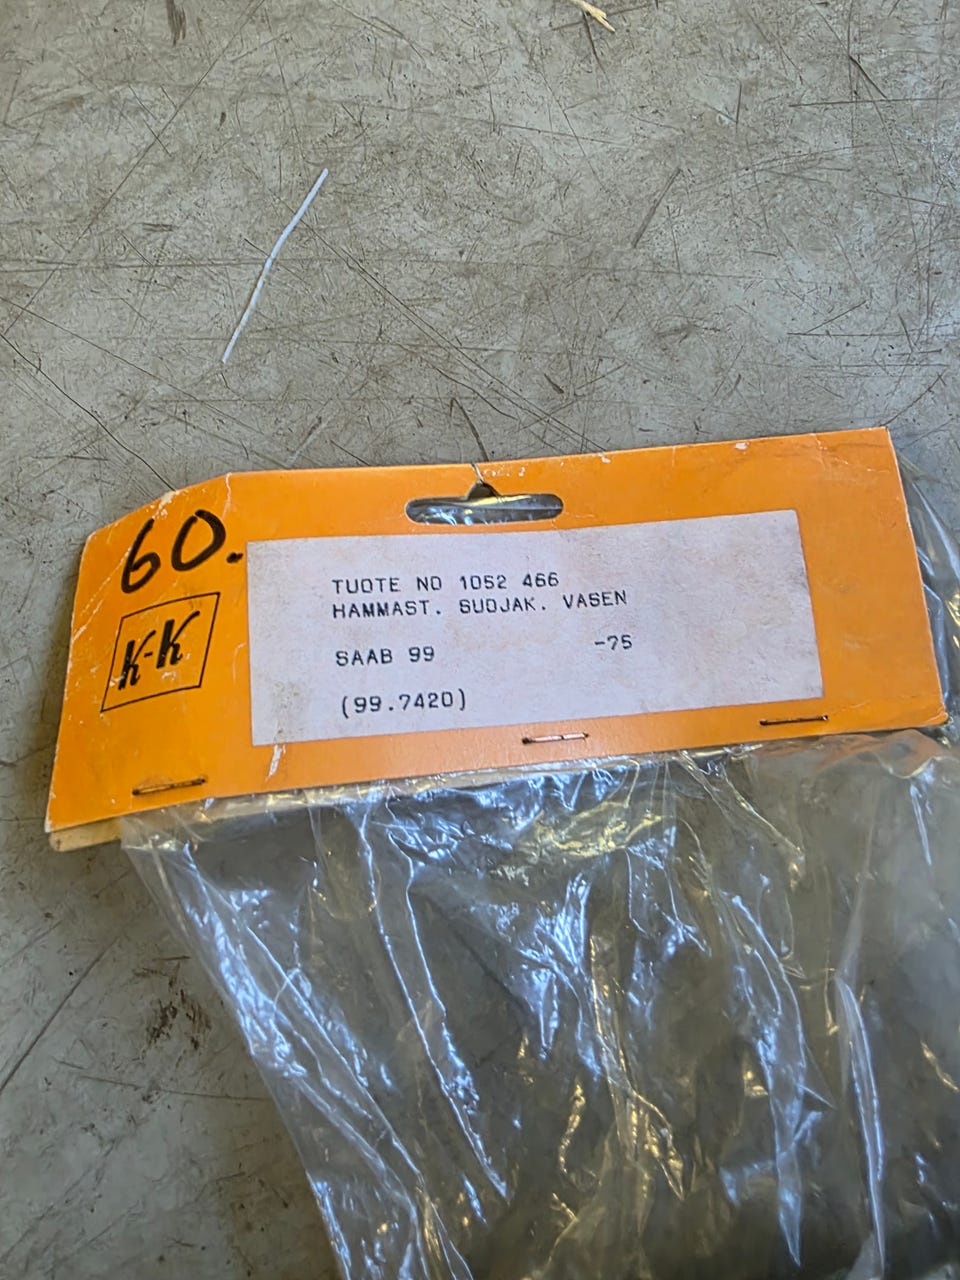 60.
K-K
TUOTE NO 1052 466
HAMMAST. SUOJAK. VASEN
SAAB 99 -75
(99.7420)